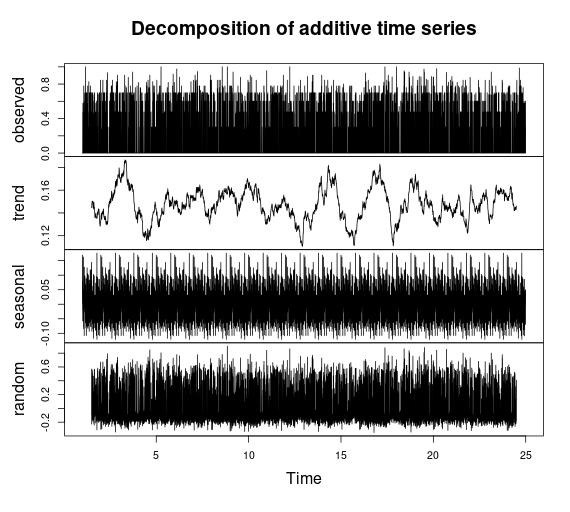 Decomposition of additive time series
observed
0.0 0.4 0.8
trend
0.12 0.16
seasonal
-0.10 0.05
random
-0.2 0.2 0.6
5 10 15 20 25
Time